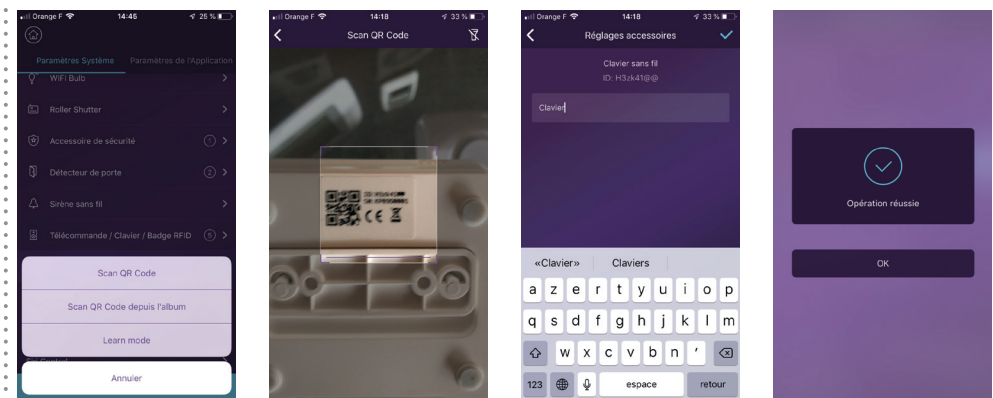 Orange F 14:46 25 %
Paramètres Système Paramètres de l'Application
WiFi Bulb
Roller Shutter
Accessoire de sécurité 1
Détecteur de porte 2
Sirène sans fil
Télécommande / Clavier / Badge RFID 5
Scan QR Code
Scan QR Code depuis l'album
Learn mode
Annuler
Orange F 14:18 33 %
Scan QR Code
Orange F 14:18 33 %
Réglages accessoires
Clavier sans fil
ID: H3zk41@@
Clavier
«Clavier» Claviers
a z e r t y u i o p
q s d f g h j k l m
w x c v b n ′
123 espace retour
Opération réussie
OK